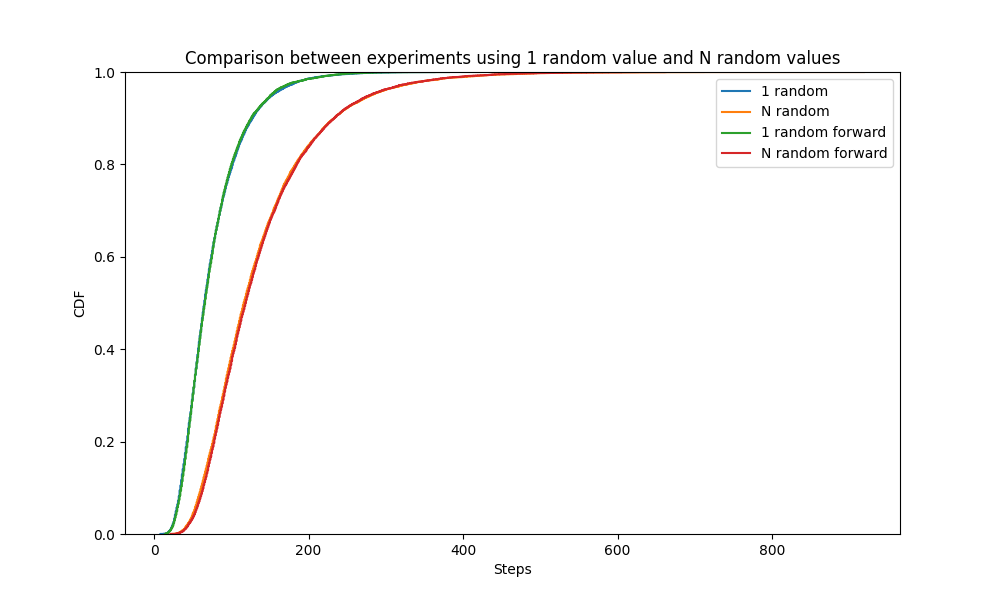 Comparison between experiments using 1 random value and N random values
1.0
0.8
0.6
0.4
0.2
0.0
CDF
1 random
N random
1 random forward
N random forward
0
200
400
600
800
Steps